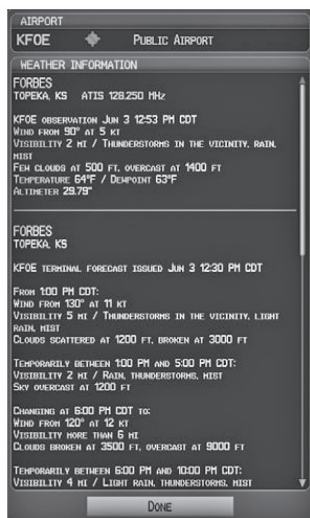 AIRPORT
KFOE PUBLIC AIRPORT
WEATHER INFORMATION
FORBES
TOPEKA, KS ATIS 128.250 MHz
KFOE OBSERVATION JUN 3 12:53 PM CDT
WIND FROM 90° AT 5 KT
VISIBILITY 2 MI / THUNDERSTORMS IN THE VICINITY, RAIN,
MIST
FEW CLOUDS AT 500 FT, OVERCAST AT 1400 FT
TEMPERATURE 64°F / DEWPOINT 63°F
ALTIMETER 29.79"
FORBES
TOPEKA, KS
KFOE TERMINAL FORECAST ISSUED JUN 3 12:30 PM CDT
FROM 1:00 PM CDT:
WIND FROM 130° AT 11 KT
VISIBILITY 5 MI / THUNDERSTORMS IN THE VICINITY, LIGHT
RAIN, MIST
CLOUDS SCATTERED AT 1200 FT, BROKEN AT 3000 FT
TEMPORARILY BETWEEN 1:00 PM AND 5:00 PM CDT:
VISIBILITY 2 MI / RAIN, THUNDERSTORMS, MIST
SKY OVERCAST AT 1200 FT
CHANGING AT 6:00 PM CDT TO:
WIND FROM 120° AT 12 KT
VISIBILITY MORE THAN 6 MI
CLOUDS BROKEN AT 3500 FT, OVERCAST AT 9000 FT
TEMPORARILY BETWEEN 6:00 PM AND 10:00 PM CDT:
VISIBILITY 4 MI / LIGHT RAIN, THUNDERSTORMS, MIST
DONE